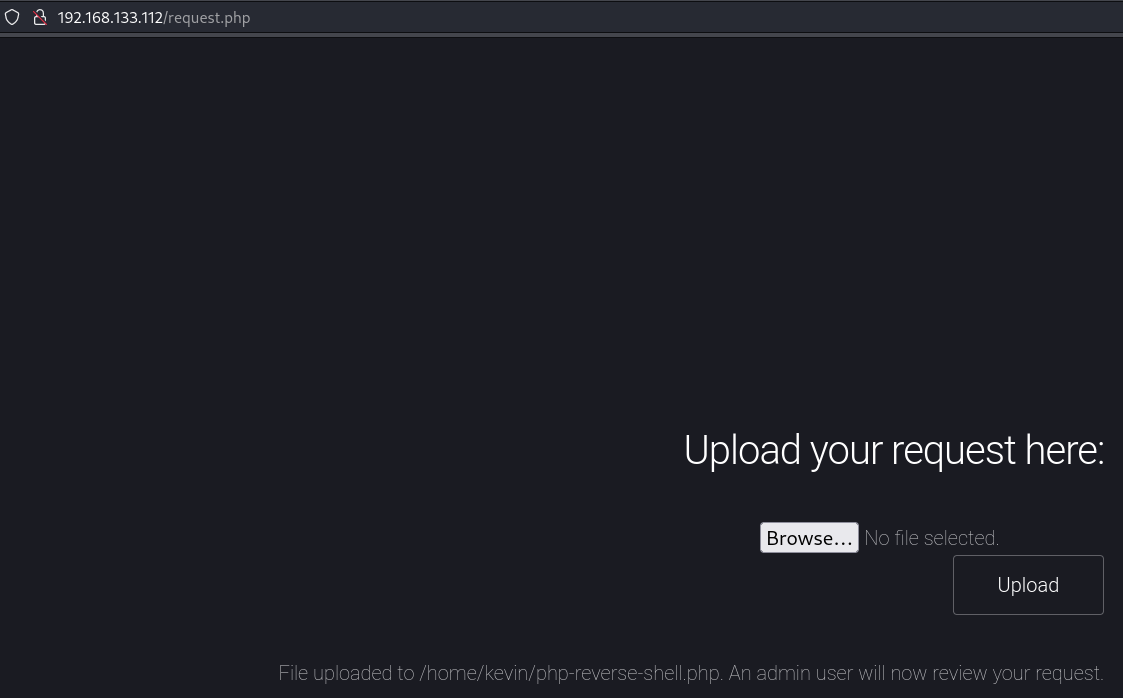 192.168.133.112/request.php
Upload your request here:
Browse... No file selected.
Upload
File uploaded to /home/kevin/php-reverse-shell.php. An admin user will now review your request.